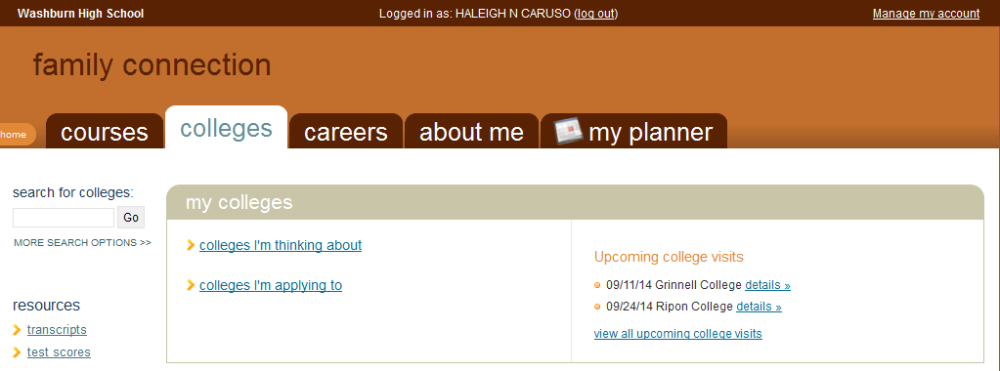 Washburn High School
Logged in as: HALEIGH N CARUSO (log out)
Manage my account
family connection
home
courses
colleges
careers
about me
my planner
search for colleges:
Go
MORE SEARCH OPTIONS >>
resources
transcripts
test scores
my colleges
colleges I'm thinking about
colleges I'm applying to
Upcoming college visits
09/11/14 Grinnell College details »
09/24/14 Ripon College details »
view all upcoming college visits